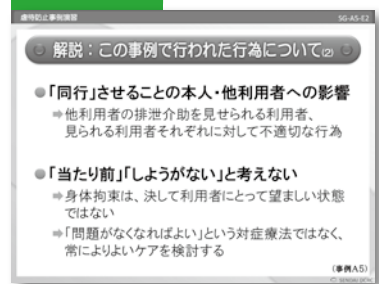 虐待防止事例演習
SG-A5-E2
解説：この事例で行われた行為について(2)
●「同行」させることの本人・他利用者への影響
➡他利用者の排泄介助を見せられる利用者、
見られる利用者それぞれに対して不適切な行為
●「当たり前」「しようがない」と考えない
➡身体拘束は、決して利用者にとって望ましい状態
ではない
➡「問題がなくなればよい」という対症療法ではなく、
常によりよいケアを検討する
(事例A5)